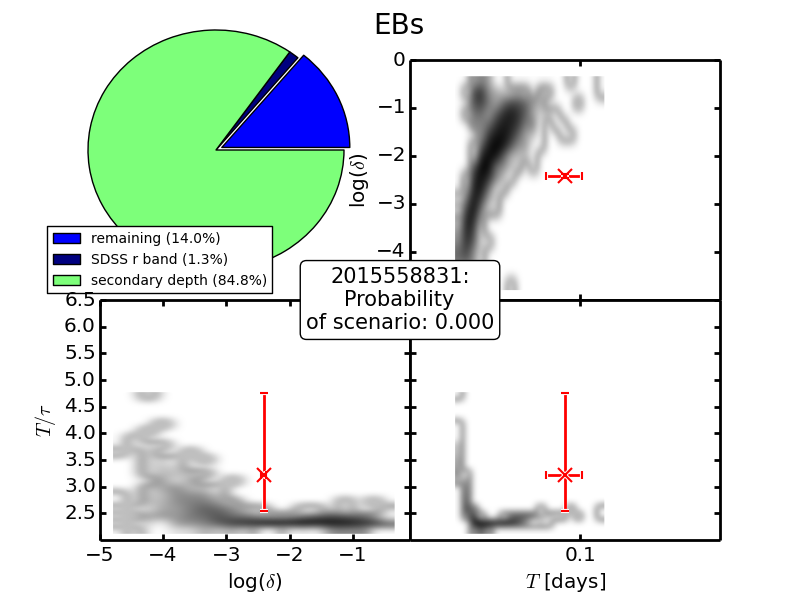 EBs
remaining (14.0%)
SDSS r band (1.3%)
secondary depth (84.8%)
log(δ)
0
−1
−2
−3
−4
2015558831:
Probability
of scenario: 0.000
T/τ
6.5
6.0
5.5
5.0
4.5
4.0
3.5
3.0
2.5
−5
−4
−3
−2
−1
log(δ)
0.1
T [days]